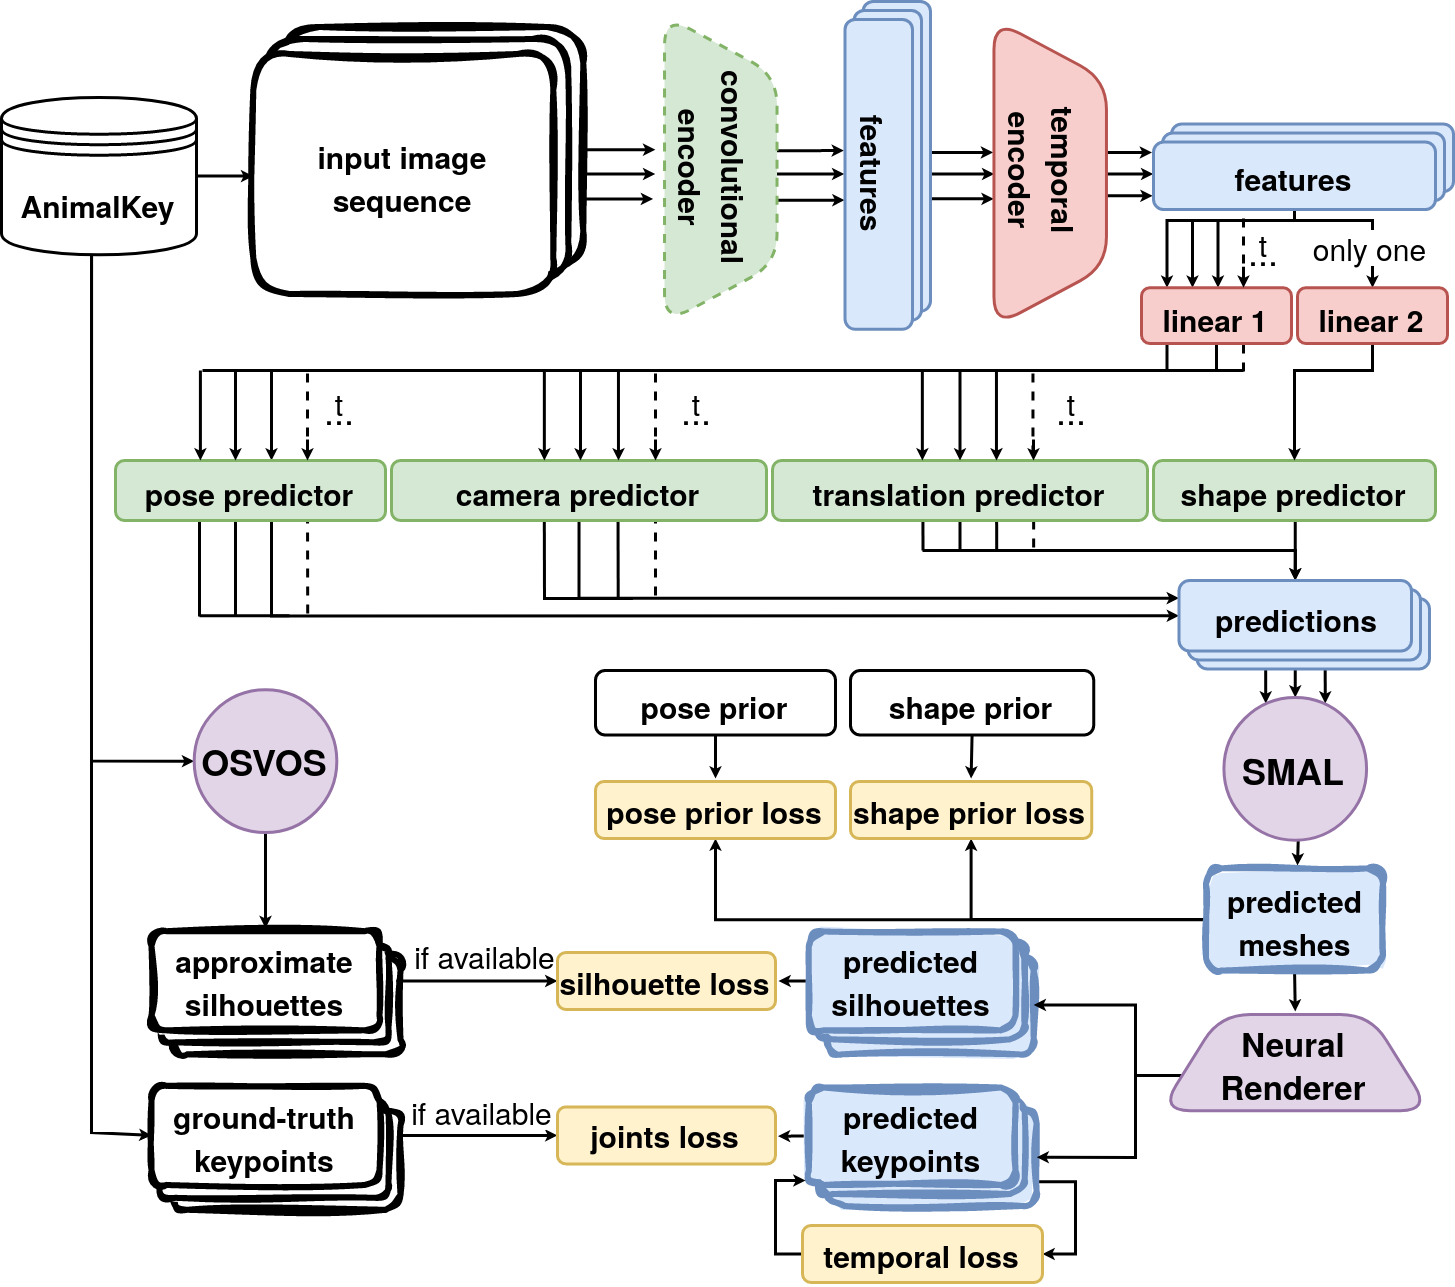 AnimalKey
input image
sequence
convolutional
encoder
features
temporal
encoder
features
t
...
only one
linear 1
linear 2
t
...
t
...
t
...
pose predictor
camera predictor
translation predictor
shape predictor
predictions
pose prior
shape prior
OSVOS
SMAL
pose prior loss
shape prior loss
predicted
meshes
approximate
silhouettes
if available
silhouette loss
predicted
silhouettes
Neural
Renderer
ground-truth
keypoints
if available
joints loss
predicted
keypoints
temporal loss